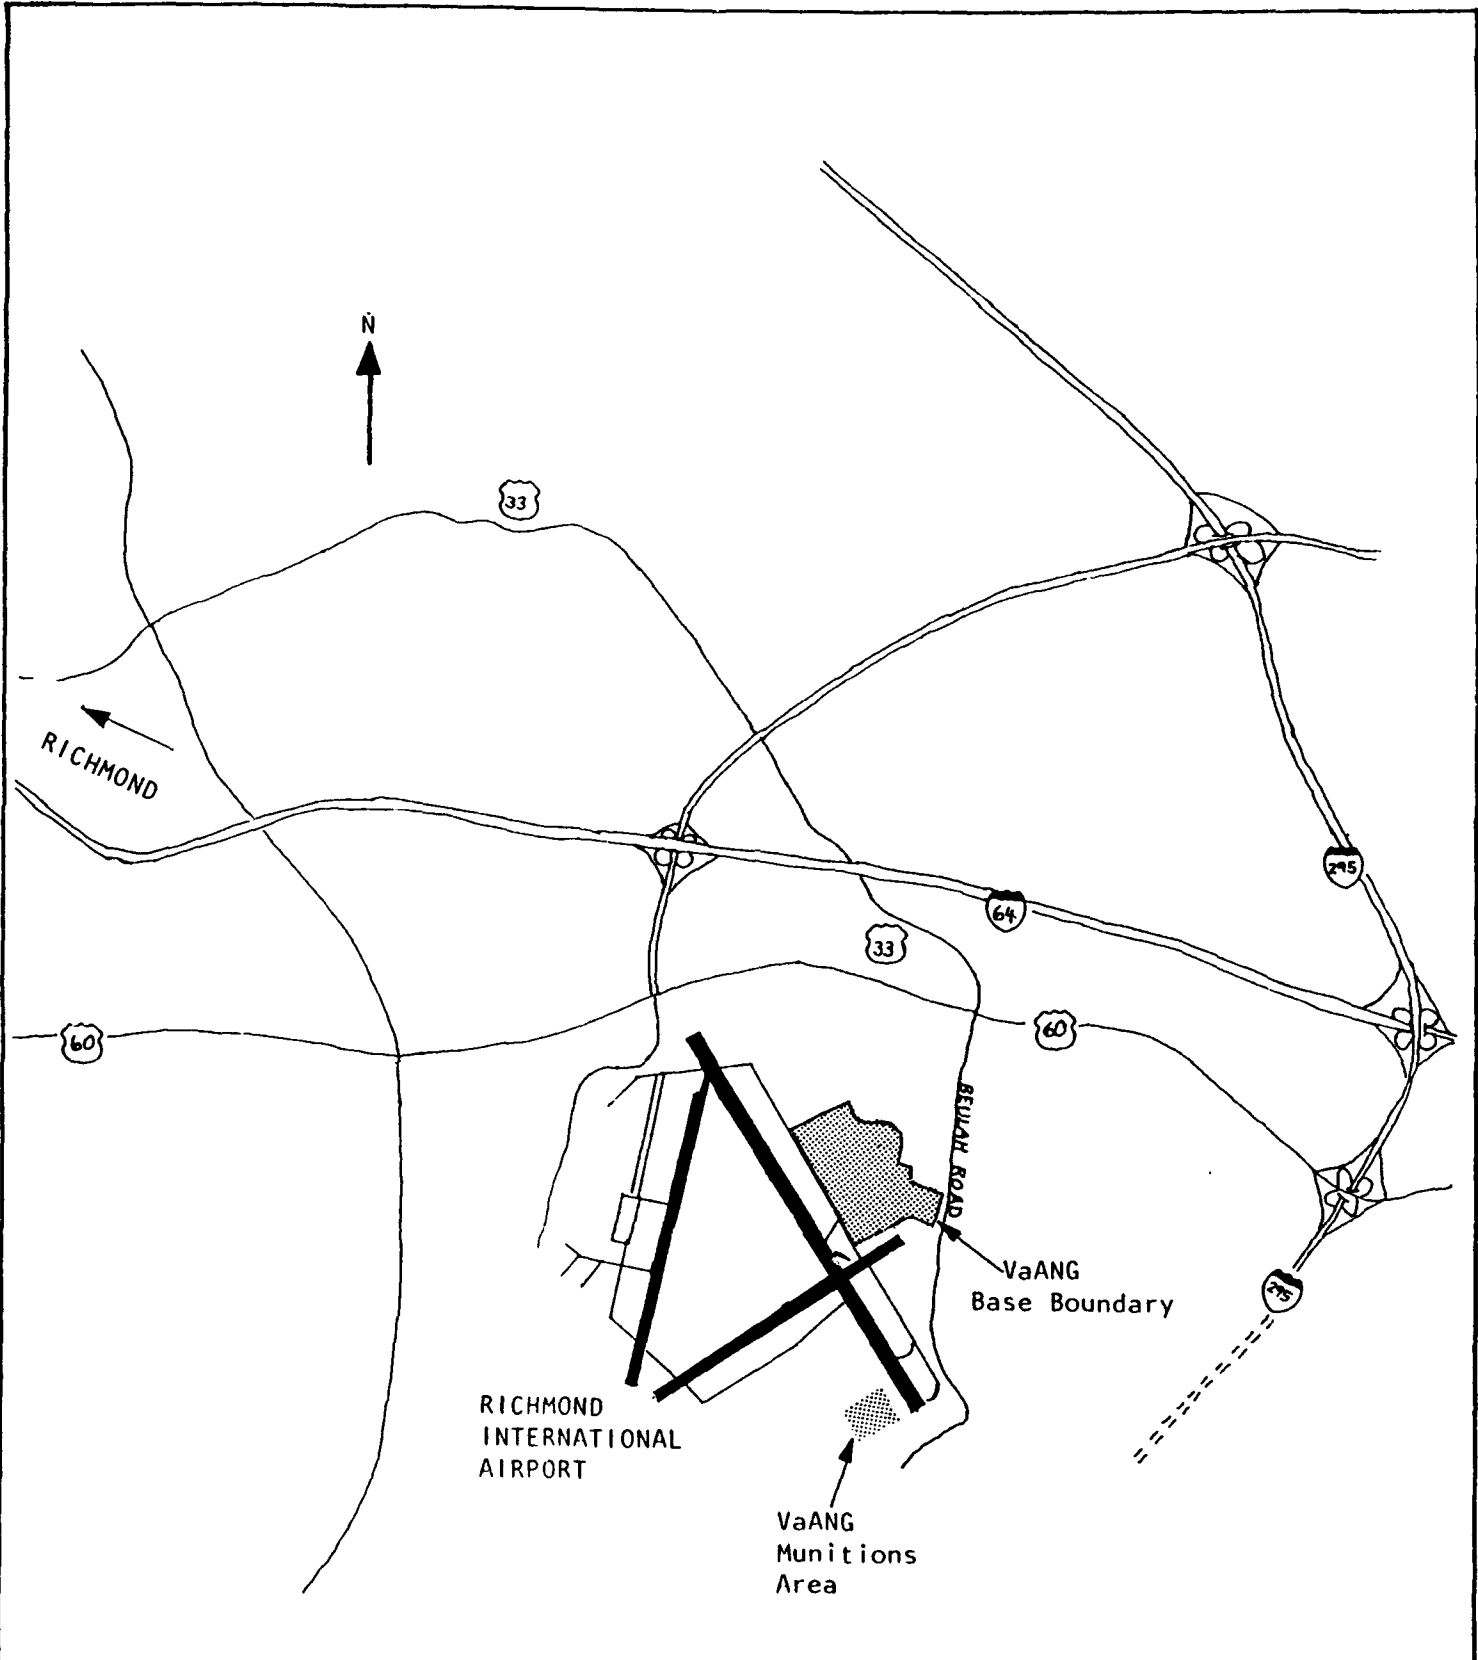 N
33
RICHMOND
295
64
33
60
60
BEULAH ROAD
VaANG
Base Boundary
295
RICHMOND
INTERNATIONAL
AIRPORT
VaANG
Munitions
Area